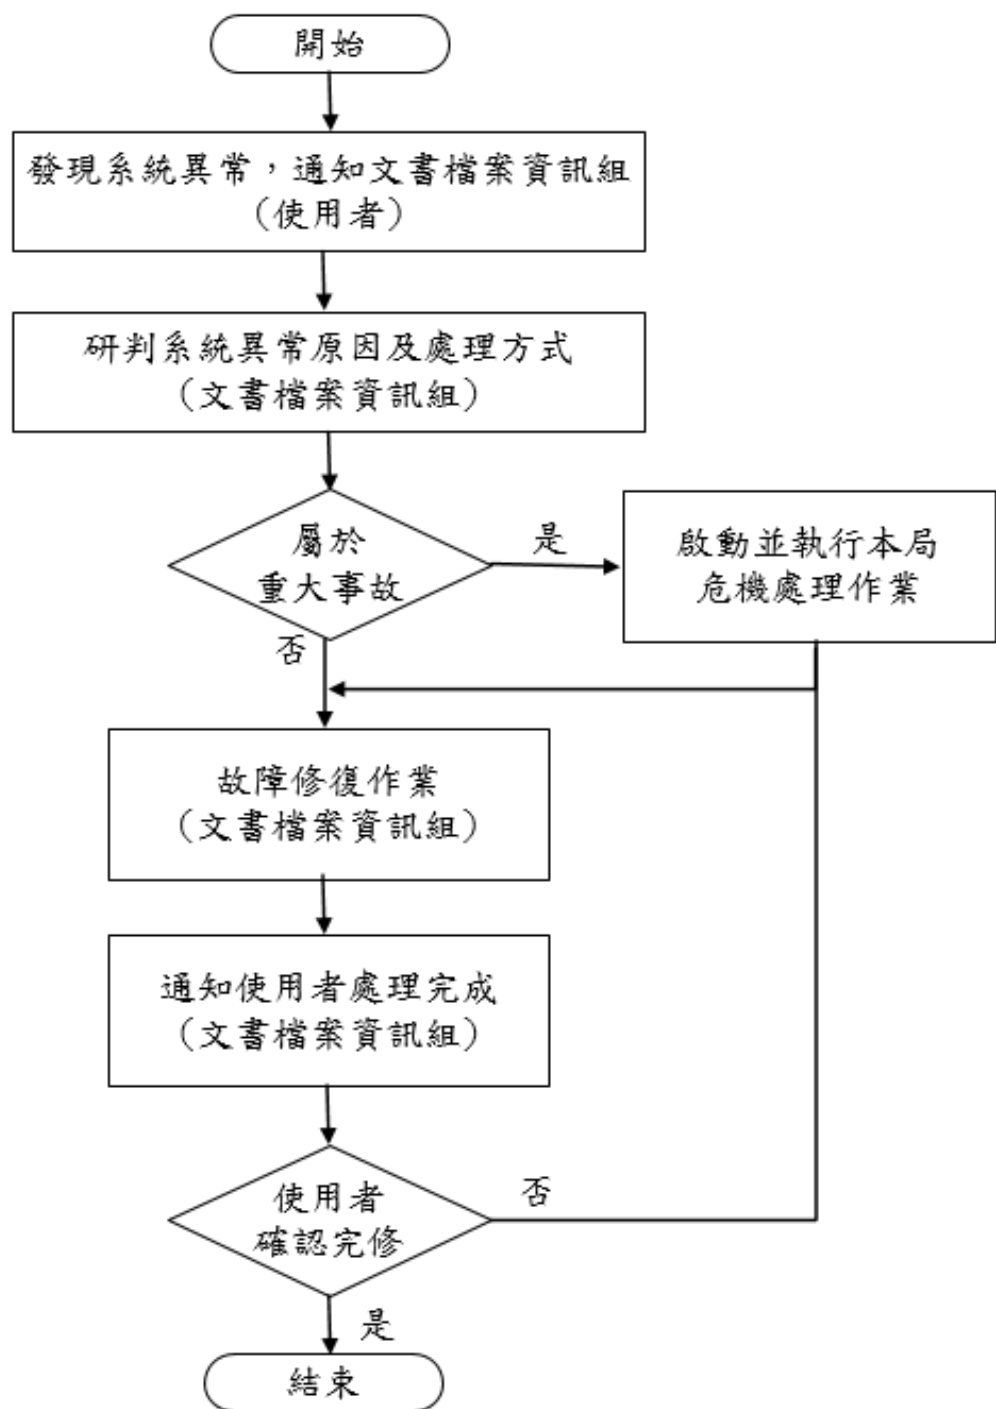 開始
發現系統異常，通知文書檔案資訊組
（使用者）
研判系統異常原因及處理方式
（文書檔案資訊組）
屬於
重大事故
是
啟動並執行本局
危機處理作業
否
故障修復作業
（文書檔案資訊組）
通知使用者處理完成
（文書檔案資訊組）
使用者
確認完修
否
是
結束